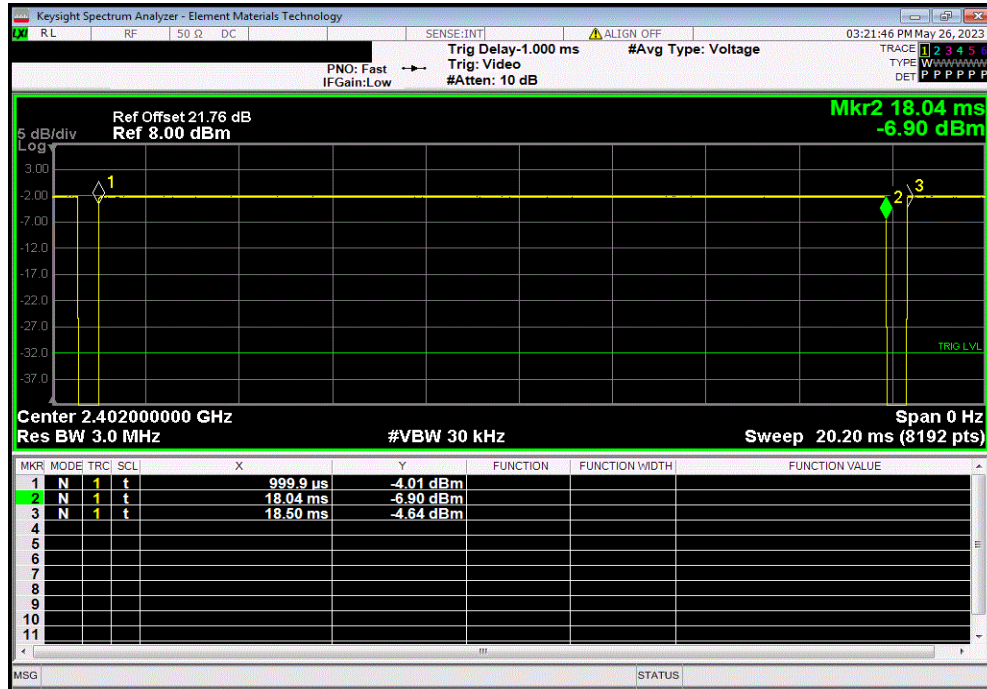 Keysight Spectrum Analyzer - Element Materials Technology
LXI RL RF 50 Ω DC SENSE:INT ALIGN OFF 03:21:46 PM May 26, 2023
Trig Delay-1.000 ms #Avg Type: Voltage TRACE 1 2 3 4 5 6
PNO: Fast Trig: Video TYPE WWWWWW
IFGain:Low #Atten: 10 dB DET P P P P P P
Ref Offset 21.76 dB Mkr2 18.04 ms
5 dB/div Ref 8.00 dBm -6.90 dBm
Log
3.00
1
3
-2.00
2
-7.00
-12.0
-17.0
-22.0
-27.0
-32.0 TRIG LVL
-37.0
Center 2.402000000 GHz Span 0 Hz
Res BW 3.0 MHz #VBW 30 kHz Sweep 20.20 ms (8192 pts)
MKR MODE TRC SCL X Y FUNCTION FUNCTION WIDTH FUNCTION VALUE
1 N 1 t 999.9 µs -4.01 dBm
2 N 1 t 18.04 ms -6.90 dBm
3 N 1 t 18.50 ms -4.64 dBm
4
5
6
7
8
9
10
11
MSG STATUS